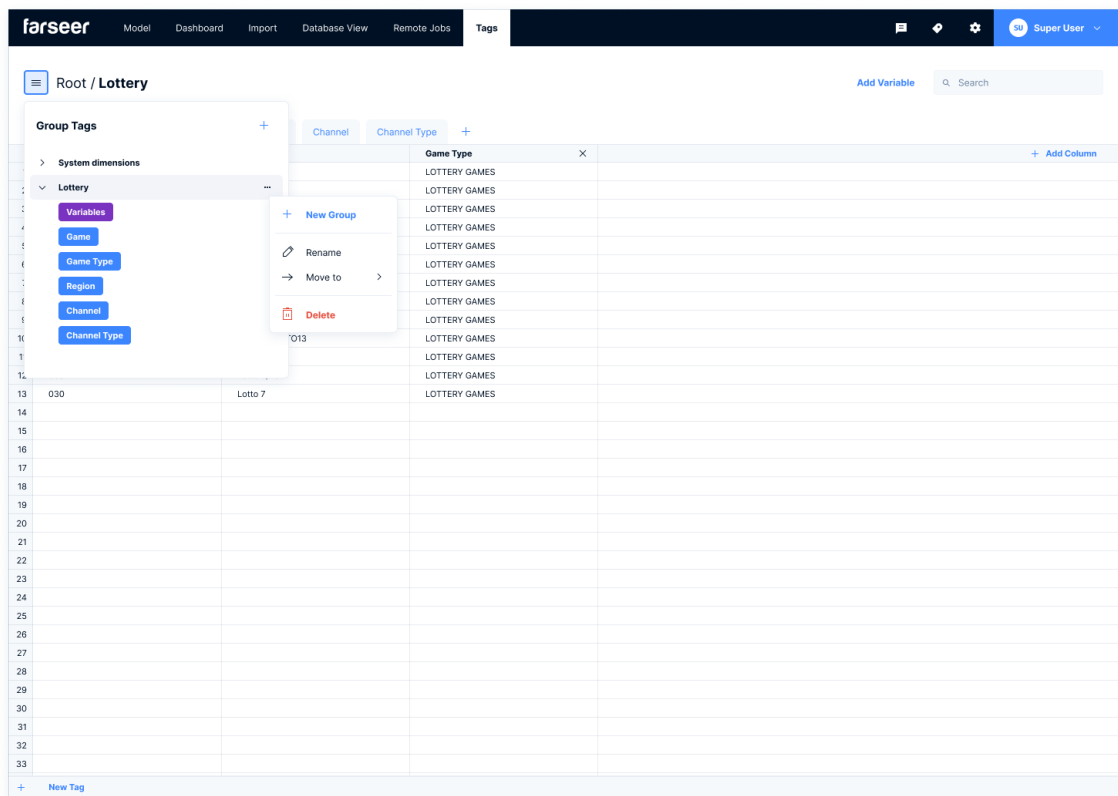 farseer Model Dashboard Import Database View Remote Jobs Tags SU Super User
Root / Lottery Add Variable Search
Group Tags +
Channel Channel Type +
System dimensions
Game Type × + Add Column
Lottery ...
Variables
Game
Game Type
Region
Channel
Channel Type
+ New Group
Rename
Move to
Delete
LOTTERY GAMES
LOTTERY GAMES
LOTTERY GAMES
LOTTERY GAMES
LOTTERY GAMES
LOTTERY GAMES
LOTTERY GAMES
LOTTERY GAMES
LOTTERY GAMES
10 TO13 LOTTERY GAMES
LOTTERY GAMES
12 LOTTERY GAMES
13 030 Lotto 7 LOTTERY GAMES
14
15
16
17
18
19
20
21
22
23
24
25
26
27
28
29
30
31
32
33
+ New Tag